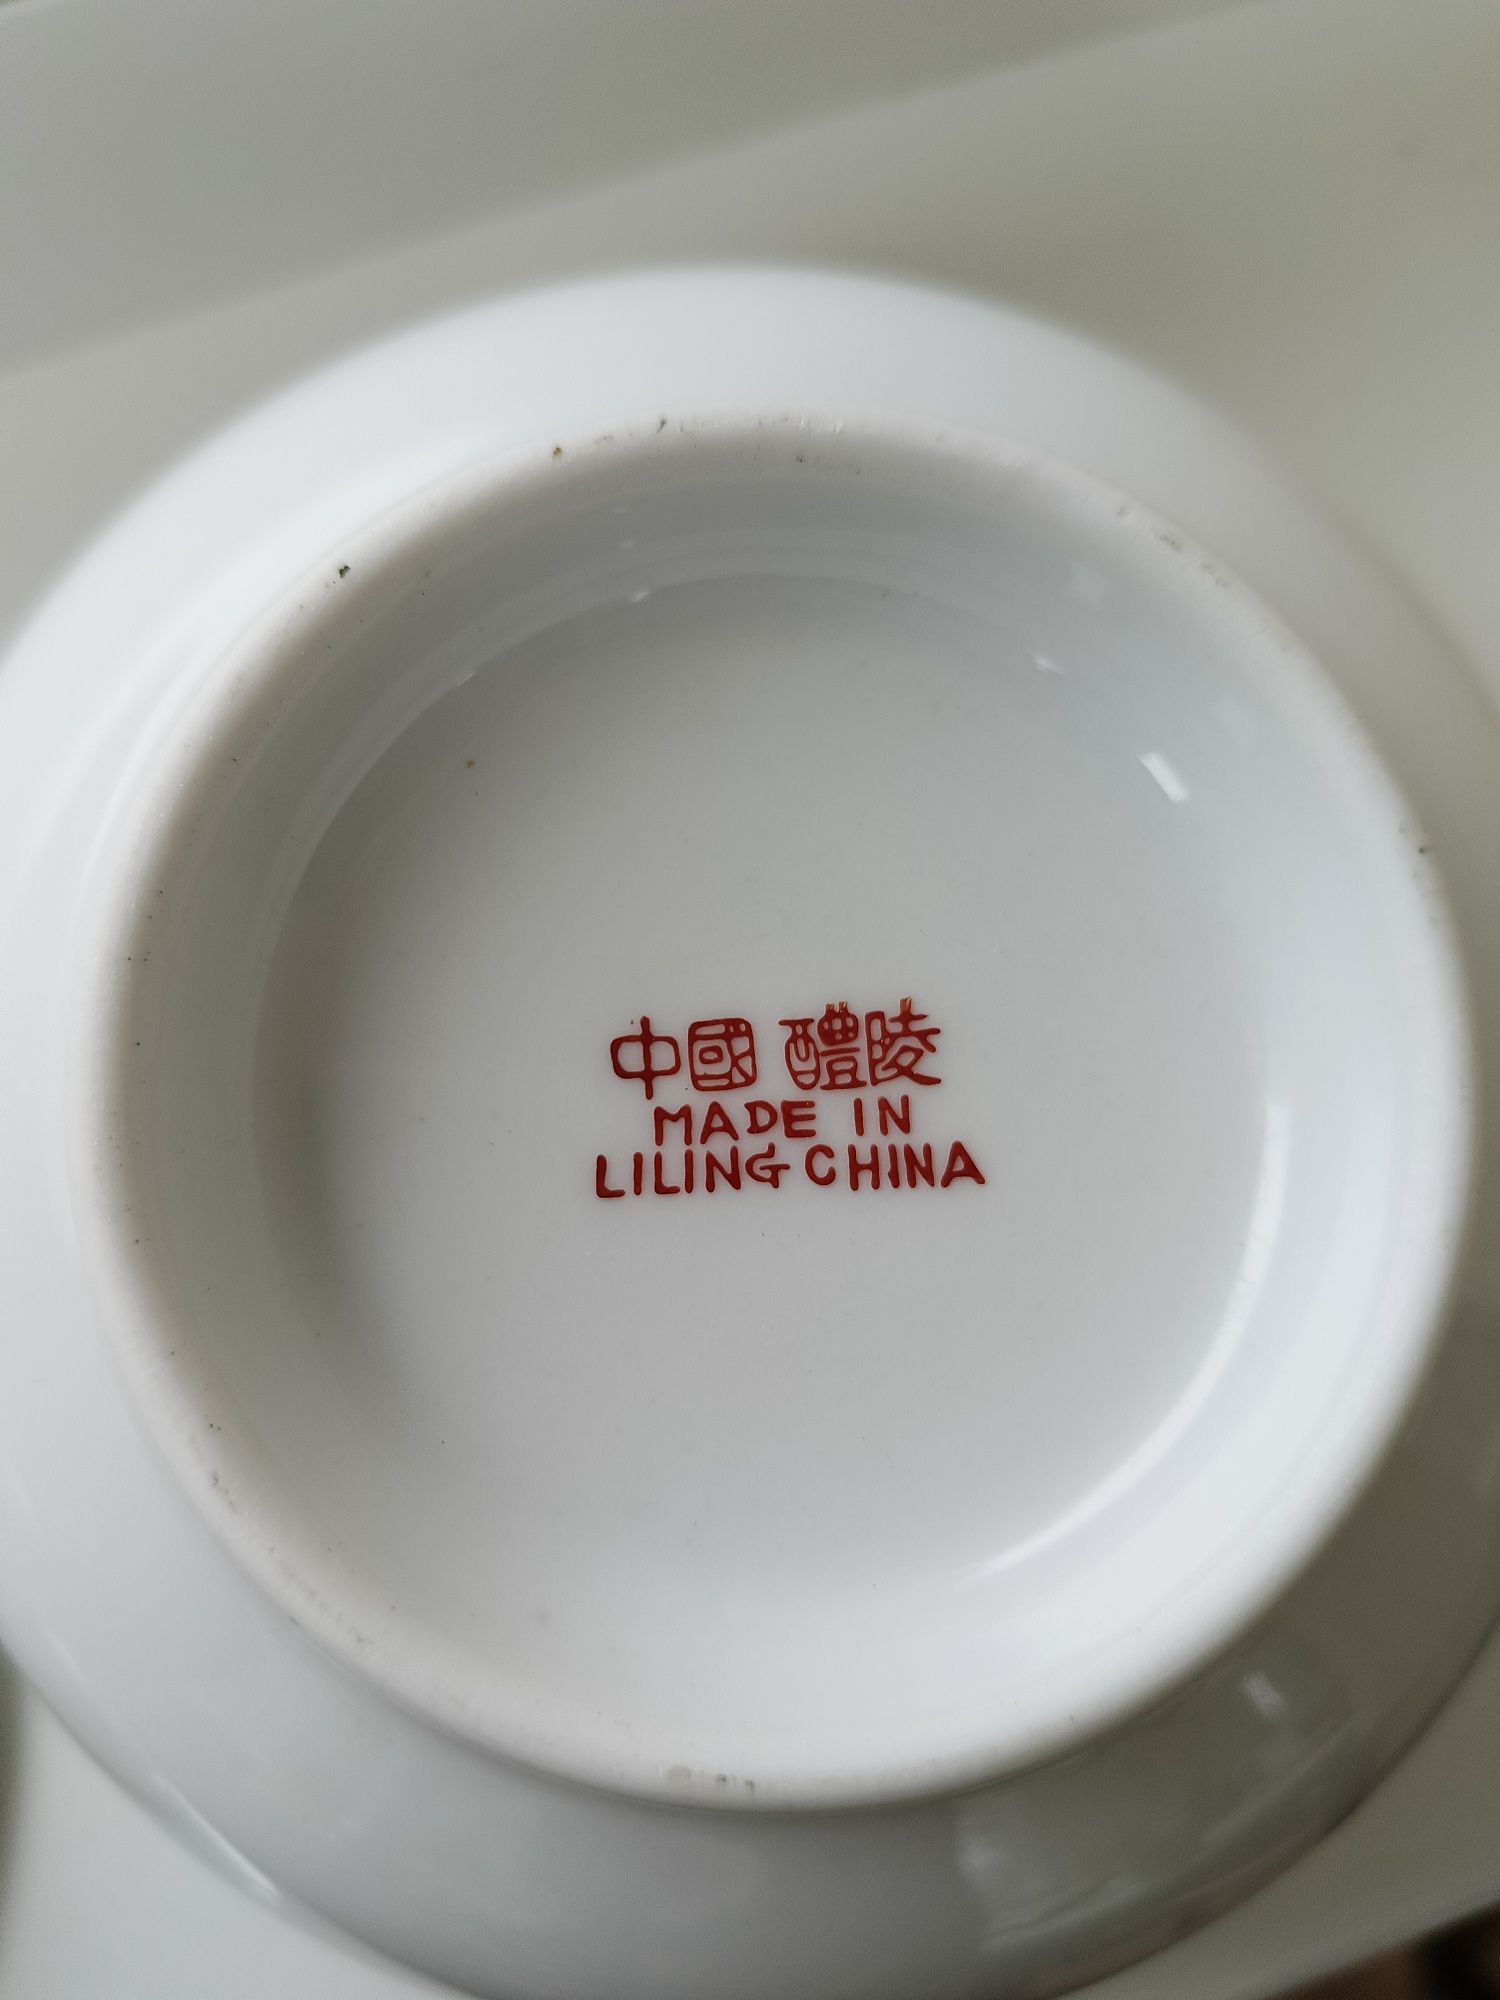 中國 醴陵
MADE IN
LILING CHINA